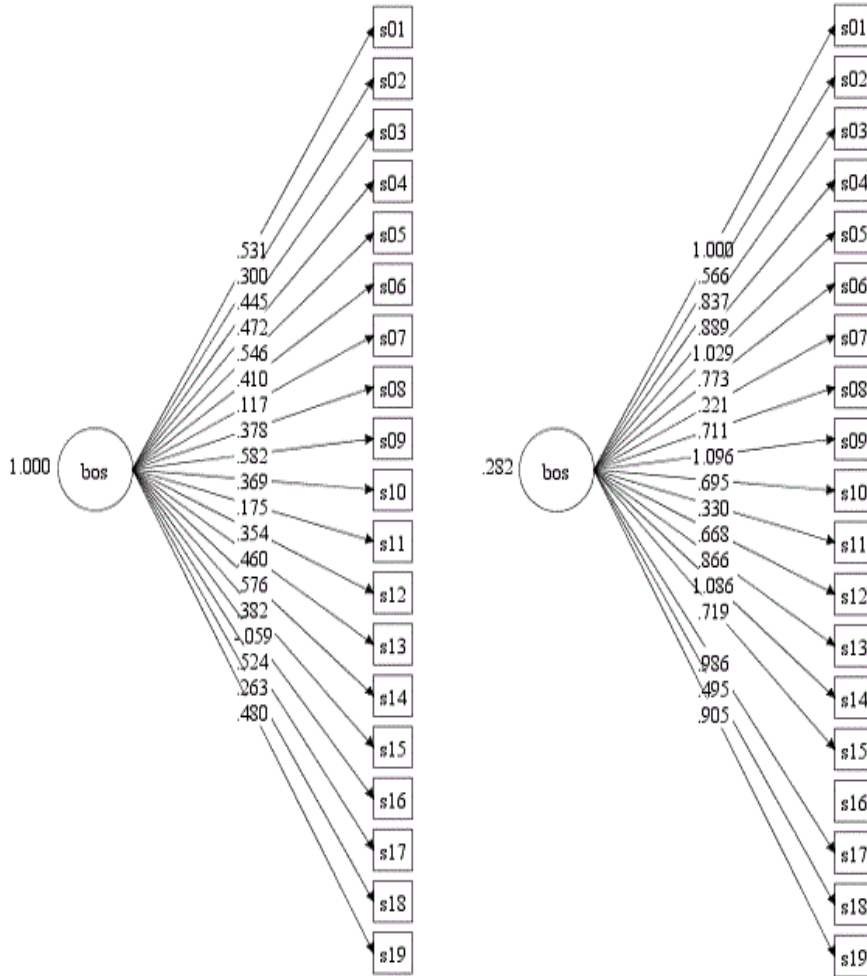 s01
s02
s03
s04
s05
s06
s07
s08
s09
s10
s11
s12
s13
s14
s15
s16
s17
s18
s19
.531
.300
.445
.472
.546
.410
.117
.378
.582
.369
.175
.354
.460
.576
.382
-.059
.524
.263
.480
1.000
bos
s01
s02
s03
s04
s05
s06
s07
s08
s09
s10
s11
s12
s13
s14
s15
s16
s17
s18
s19
1.000
.566
.837
.889
1.029
.773
.221
.711
1.096
.695
.330
.668
.866
1.086
.719
.986
.495
.905
.282
bos